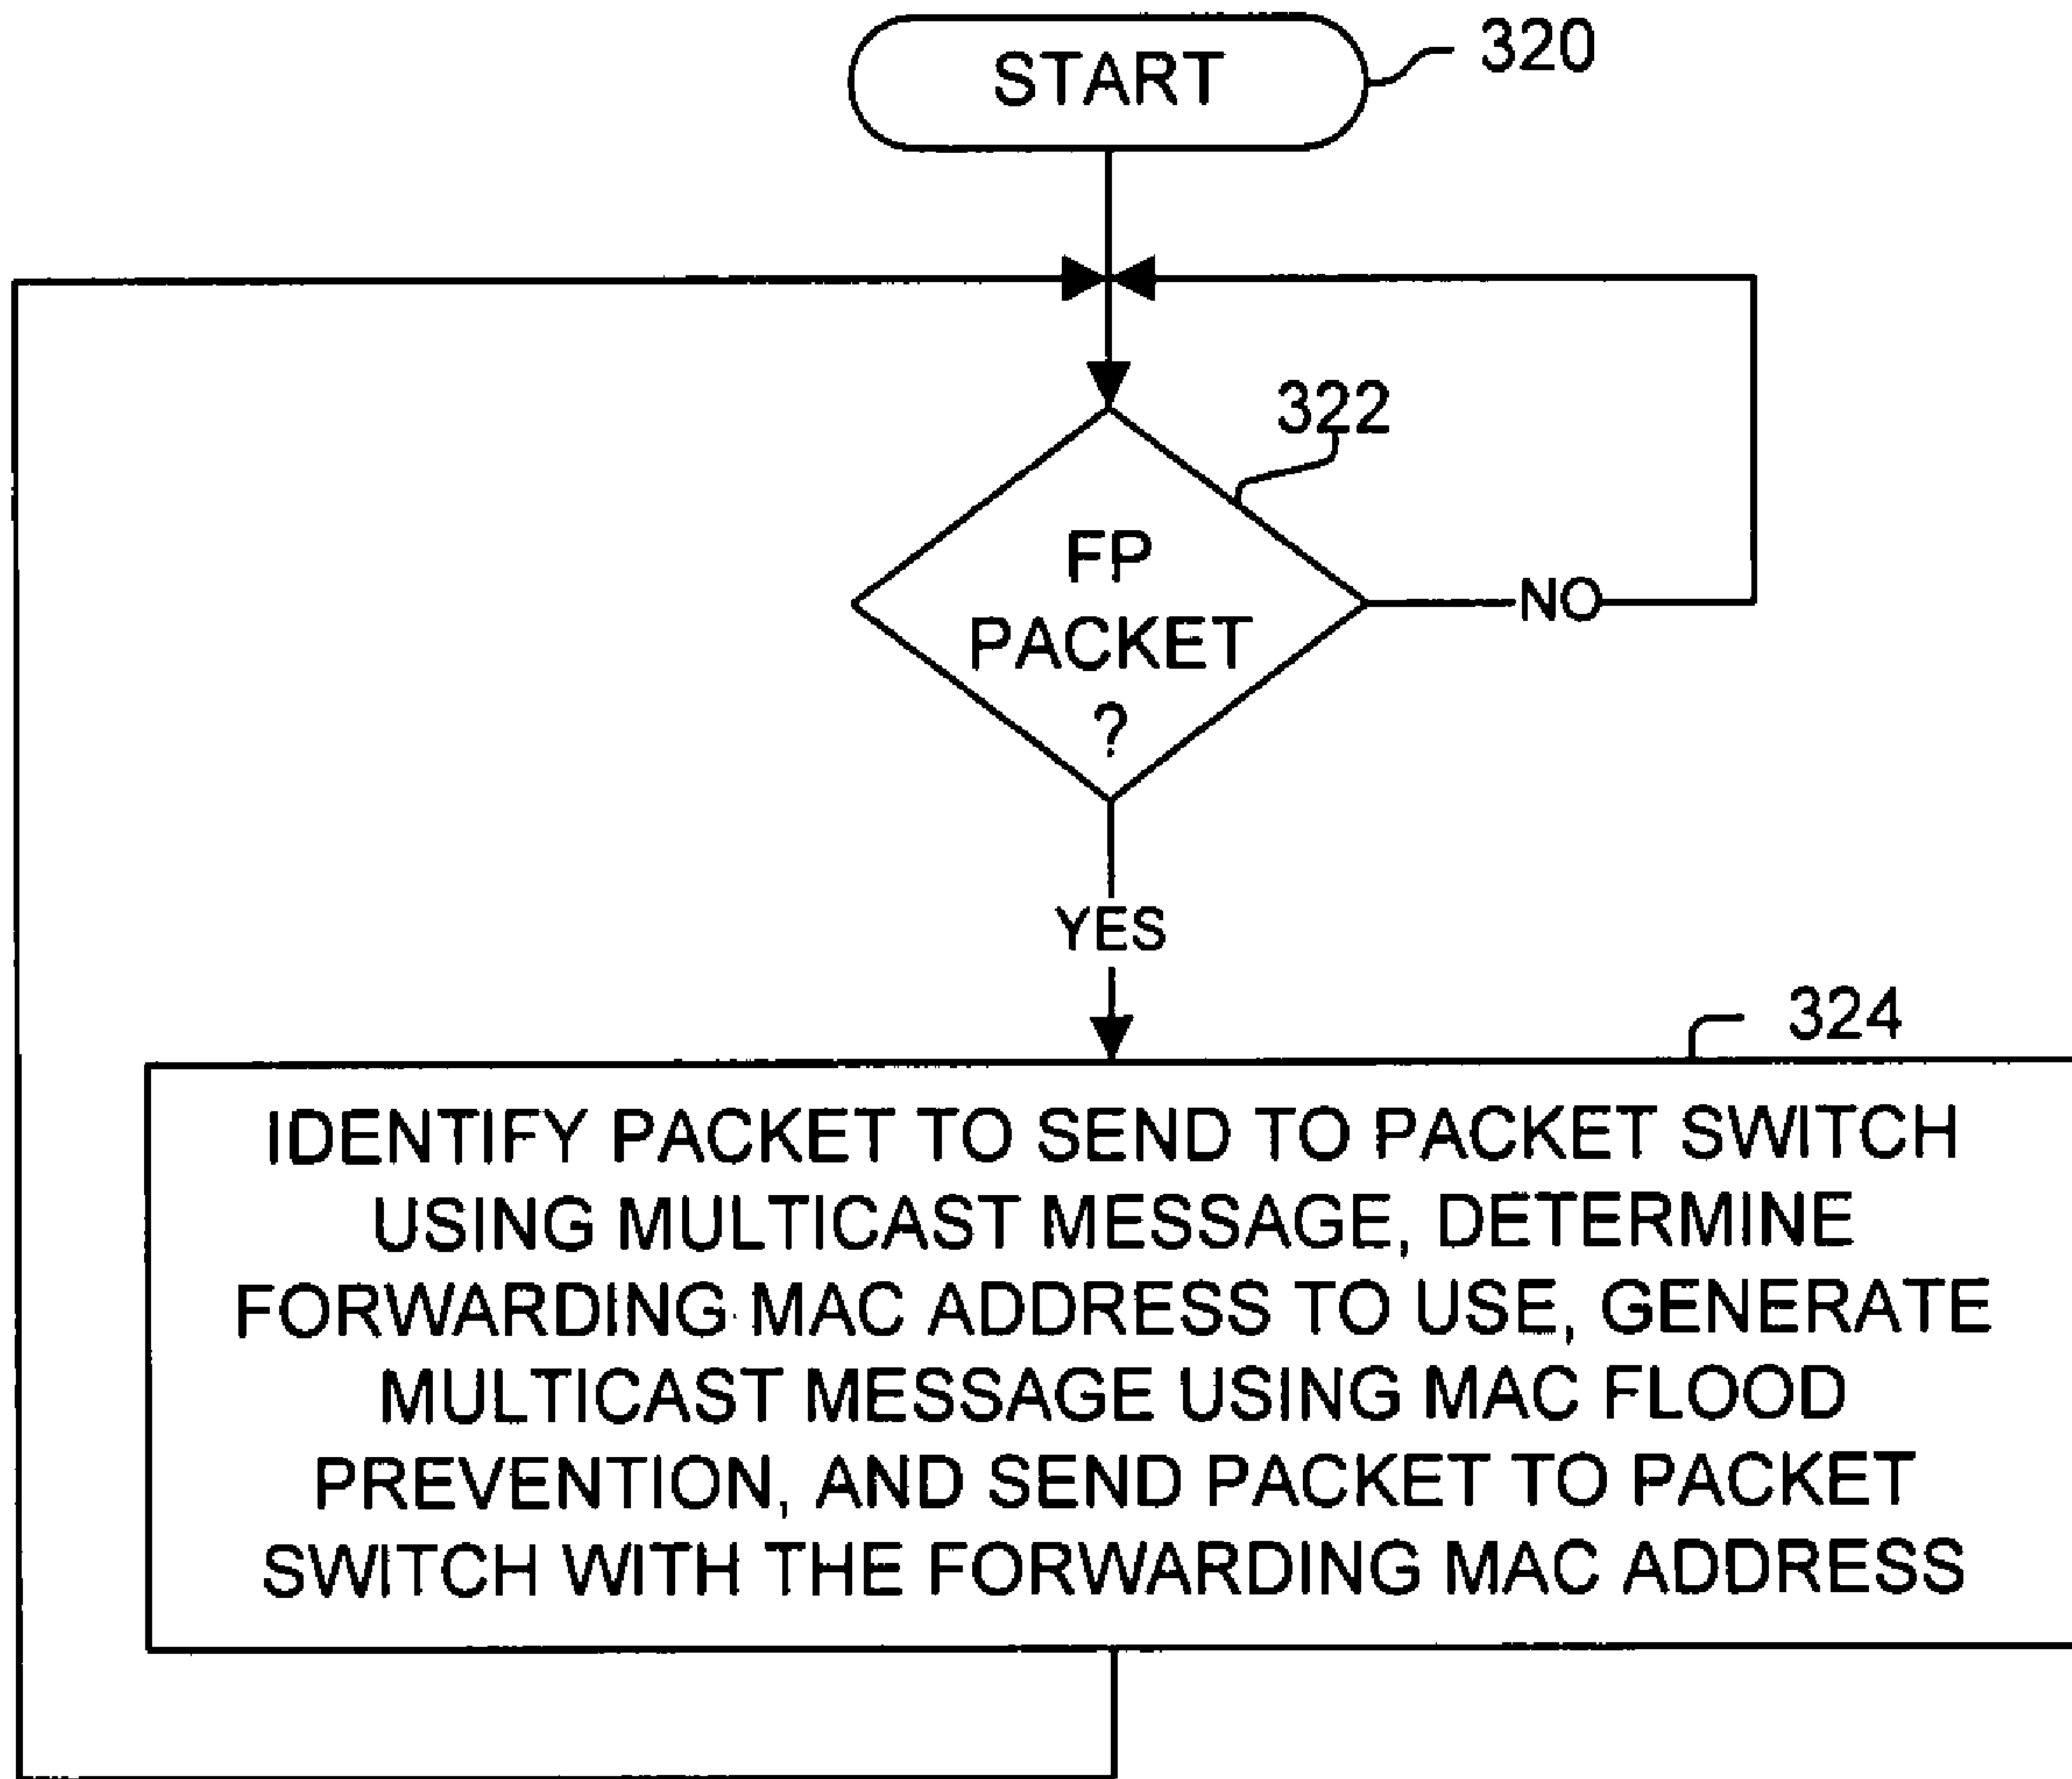 START
320
322
FP
PACKET
?
NO
YES
324
IDENTIFY PACKET TO SEND TO PACKET SWITCH
USING MULTICAST MESSAGE, DETERMINE
FORWARDING MAC ADDRESS TO USE, GENERATE
MULTICAST MESSAGE USING MAC FLOOD
PREVENTION, AND SEND PACKET TO PACKET
SWITCH WITH THE FORWARDING MAC ADDRESS